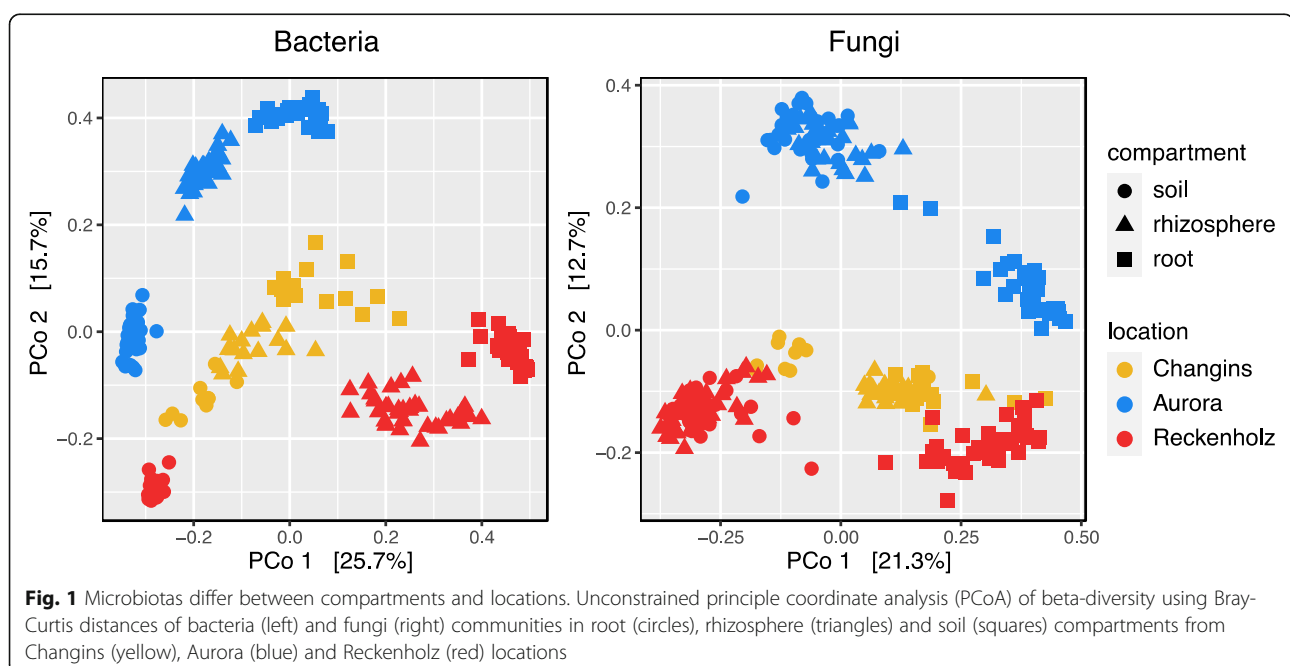 Bacteria
Fungi
0.4
0.2
0.0
−0.2
PCo 2 [15.7%]
−0.2
0.0
0.2
0.4
PCo 1 [25.7%]
0.4
0.2
0.0
−0.2
PCo 2 [12.7%]
−0.25
0.00
0.25
0.50
PCo 1 [21.3%]
compartment
soil
rhizosphere
root
location
Changins
Aurora
Reckenholz
Fig. 1 Microbiotas differ between compartments and locations. Unconstrained principle coordinate analysis (PCoA) of beta-diversity using Bray-
Curtis distances of bacteria (left) and fungi (right) communities in root (circles), rhizosphere (triangles) and soil (squares) compartments from
Changins (yellow), Aurora (blue) and Reckenholz (red) locations